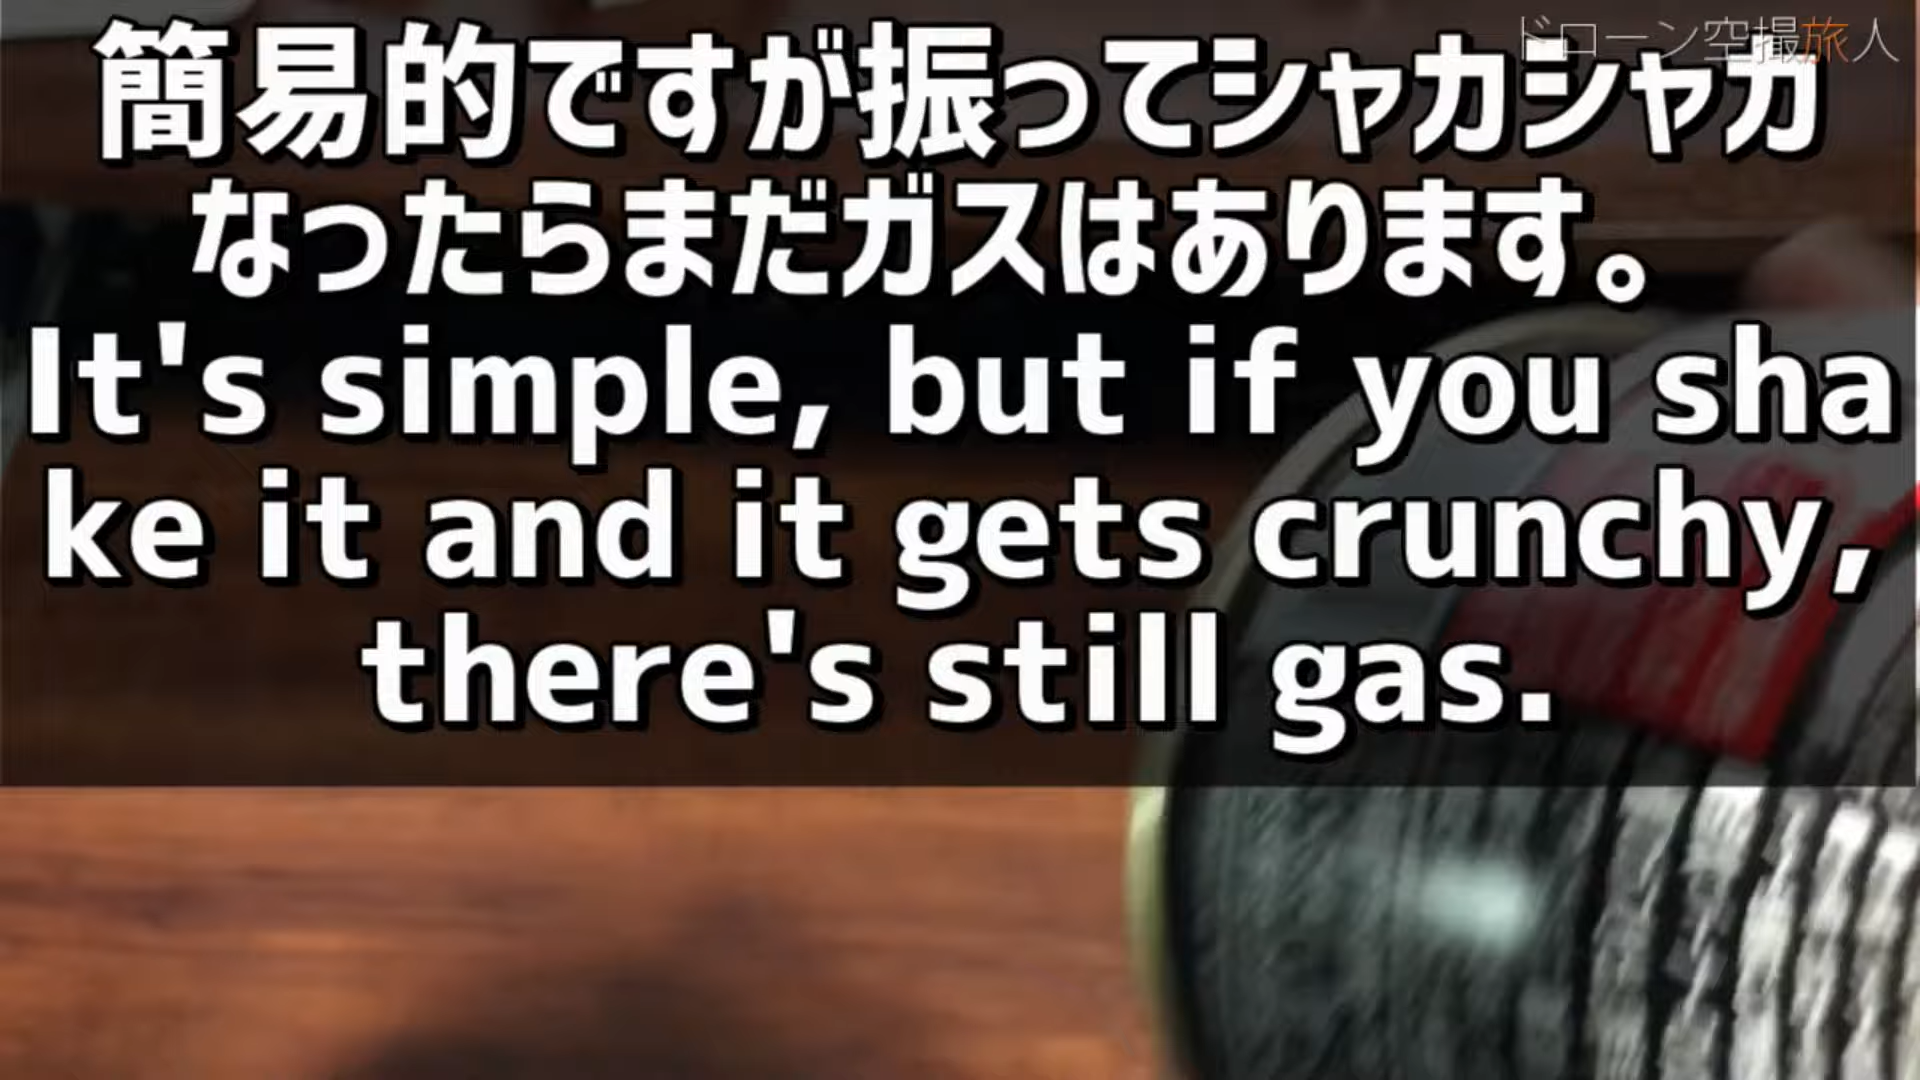 ドローン空撮旅人
簡易的ですが振ってシャカシャカ
なったらまだガスはあります。
It's simple, but if you sha
ke it and it gets crunchy,
there's still gas.